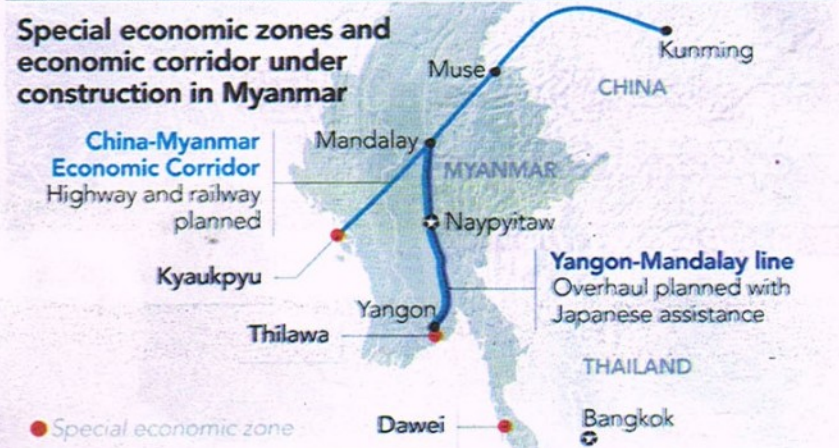 Special economic zones and
economic corridor under
construction in Myanmar
Kunming
Muse
CHINA
China-Myanmar
Economic Corridor
Highway and railway
planned
Mandalay
MYANMAR
Naypyitaw
Kyaukpyu
Yangon-Mandalay line
Overhaul planned with
Japanese assistance
Yangon
Thilawa
THAILAND
Special economic zone
Dawei
Bangkok